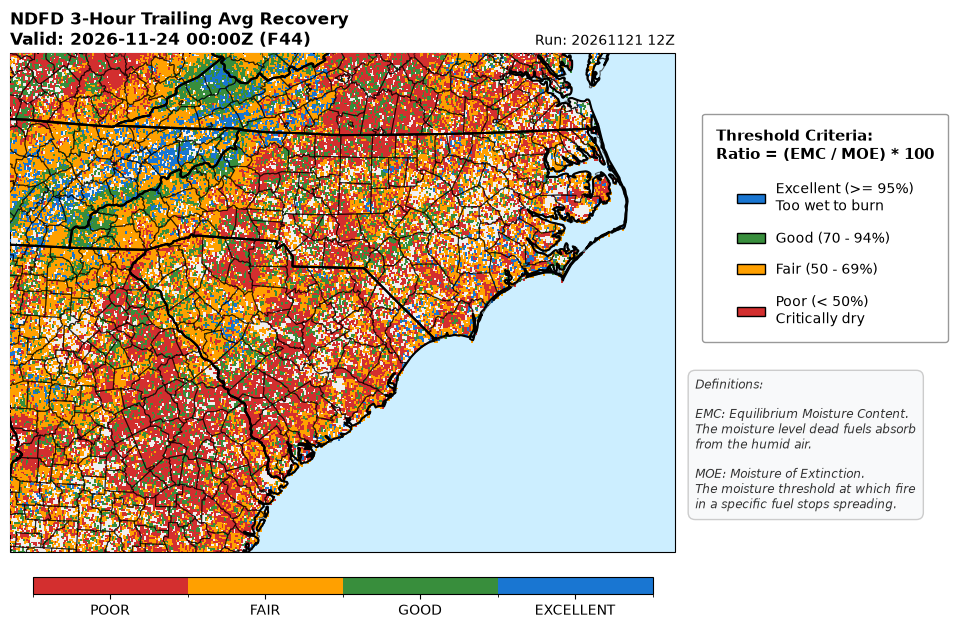 NDFD 3-Hour Trailing Avg Recovery
Valid: 2026-11-24 00:00Z (F44)
Run: 20261121 12Z
Threshold Criteria:
Ratio = (EMC / MOE) * 100
Excellent (>= 95%)
Too wet to burn
Good (70 - 94%)
Fair (50 - 69%)
Poor (< 50%)
Critically dry
Definitions:
EMC: Equilibrium Moisture Content.
The moisture level dead fuels absorb
from the humid air.
MOE: Moisture of Extinction.
The moisture threshold at which fire
in a specific fuel stops spreading.
POOR
FAIR
GOOD
EXCELLENT